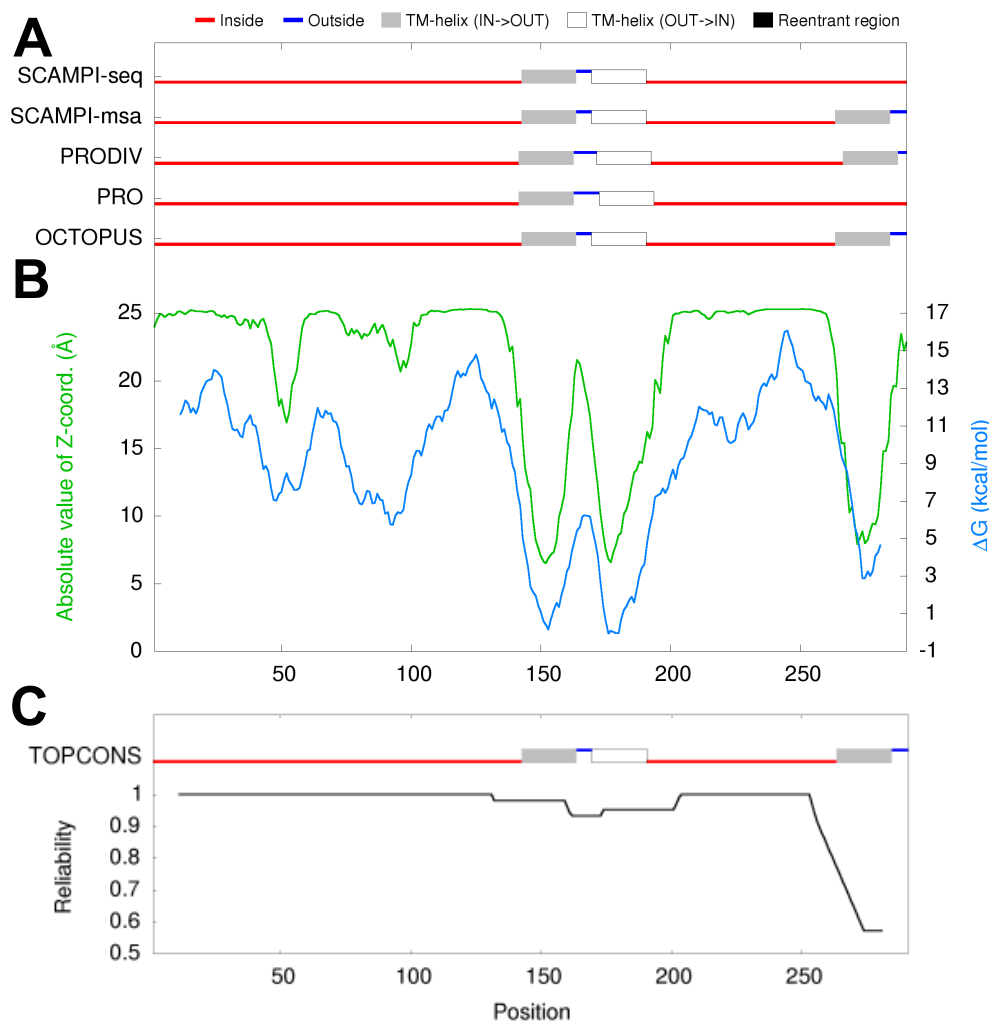 A
Inside Outside TM-helix (IN->OUT) TM-helix (OUT->IN) Reentrant region
SCAMPI-seq
SCAMPI-msa
PRODIV
PRO
OCTOPUS
B
Absolute value of Z-coord. (Å)
25
20
15
10
5
0
17
15
13
11
9
7
5
3
1
-1
ΔG (kcal/mol)
50 100 150 200 250
C
TOPCONS
Reliability
1
0.9
0.8
0.7
0.6
0.5
50 100 150 200 250
Position